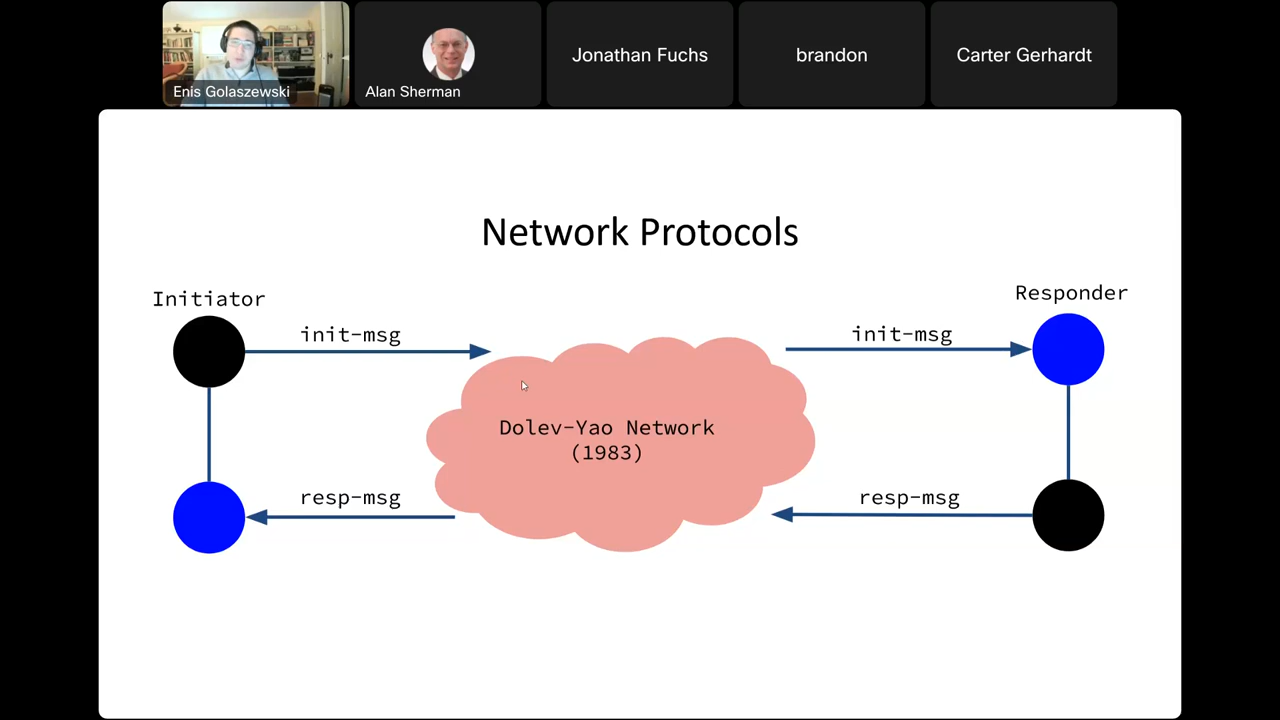 Enis Golaszewski
Alan Sherman
Jonathan Fuchs
brandon
Carter Gerhardt
Network Protocols
Initiator
Responder
init-msg
init-msg
Dolev-Yao Network
(1983)
resp-msg
resp-msg